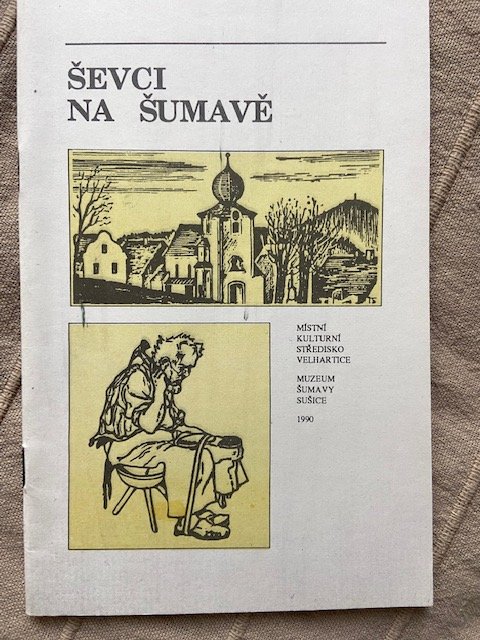 ŠEVCI
NA ŠUMAVĚ
MÍSTNÍ
KULTURNÍ
STŘEDISKO
VELHARTICE
MUZEUM
ŠUMAVY
SUŠICE
1990